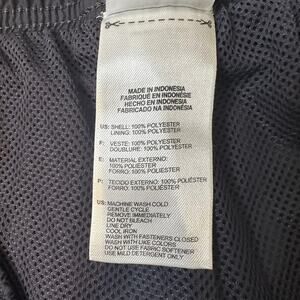 MADE IN INDONESIA
FABRIQUÉ EN INDONÉSIE
HECHO EN INDONESIA
FABRICADO NA INDONÉSIA
US: SHELL: 100% POLYESTER
LINING: 100% POLYESTER
F: VESTE: 100% POLYESTER
DOUBLURE: 100% POLYESTER
E: MATERIAL EXTERNO:
100% POLIÉSTER
FORRO: 100% POLIÉSTER
P: TECIDO EXTERNO: 100% POLIÉSTER
FORRO: 100% POLIÉSTER
US: MACHINE WASH COLD
GENTLE CYCLE
REMOVE IMMEDIATELY
DO NOT BLEACH
LINE DRY
COOL IRON
WASH WITH FASTENERS CLOSED
WASH WITH LIKE COLORS
DO NOT USE FABRIC SOFTENER
USE MILD DETERGENT ONLY